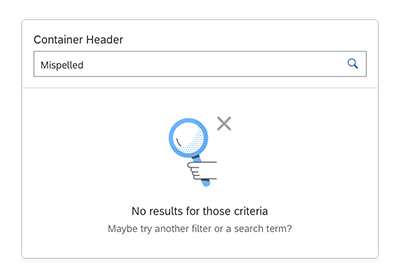 Container Header
Mispelled
No results for those criteria
Maybe try another filter or a search term?